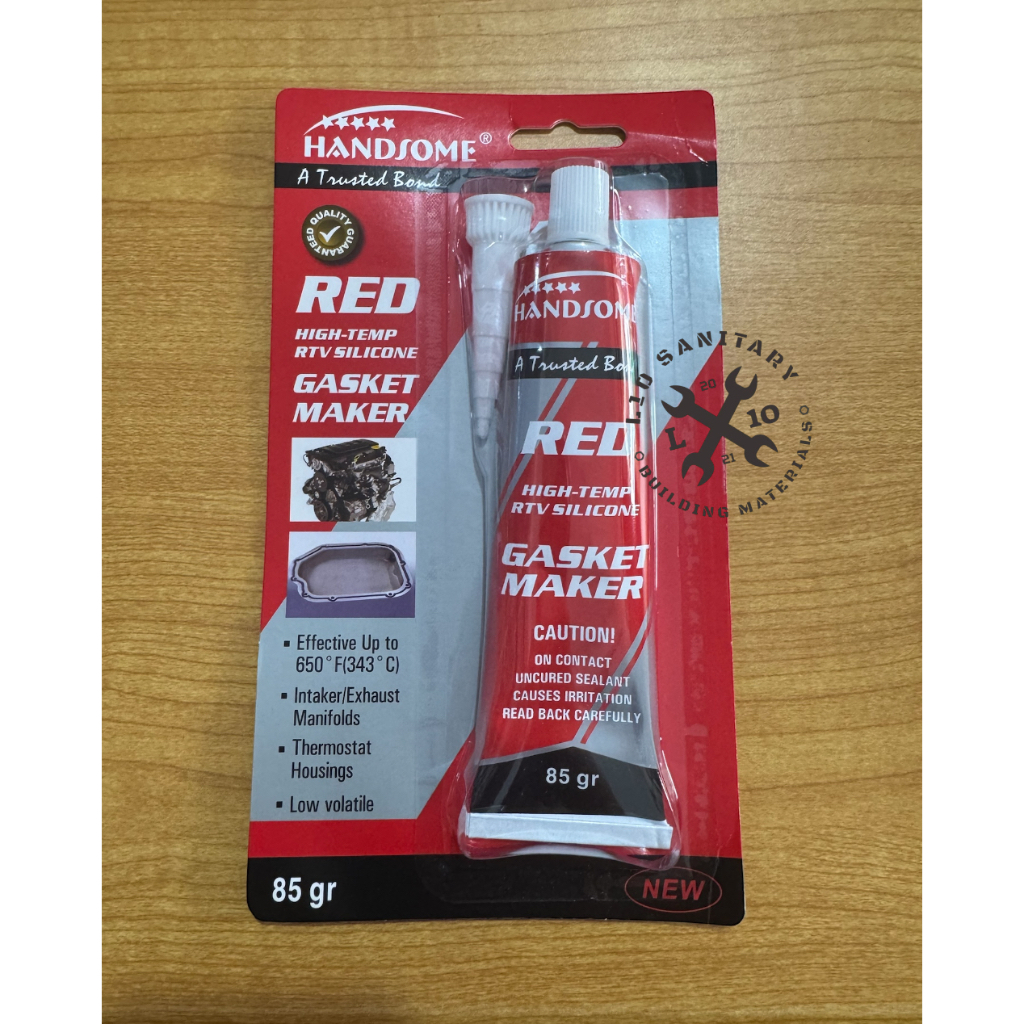 HANDSOME®
A Trusted Bond
QUALITY
GUARANTEED
RED
HIGH-TEMP
RTV SILICONE
GASKET
MAKER
▪ Effective Up to
650°F(343°C)
▪ Intaker/Exhaust
Manifolds
▪ Thermostat
Housings
▪ Low volatile
85 gr
NEW
HANDSOME
A Trusted Bon
RED
HIGH-TEMP
RTV SILICONE
GASKET
MAKER
CAUTION!
ON CONTACT
UNCURED SEALANT
CAUSES IRRITATION
READ BACK CAREFULLY
85 gr
L10 SANITARY
20
L 10
21
BUILDING MATERIALS